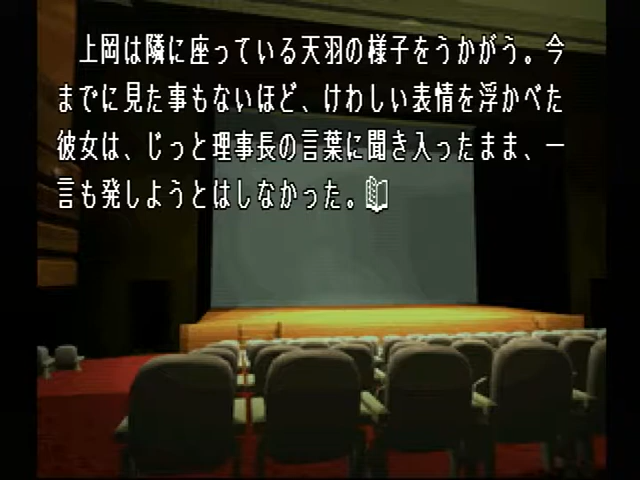 上岡は隣に座っている天羽の様子をうかがう。今
までに見た事もないほど、けわしい表情を浮かべた
彼女は、じっと理事長の言葉に聞き入ったまま、一
言も発しようとはしなかった。